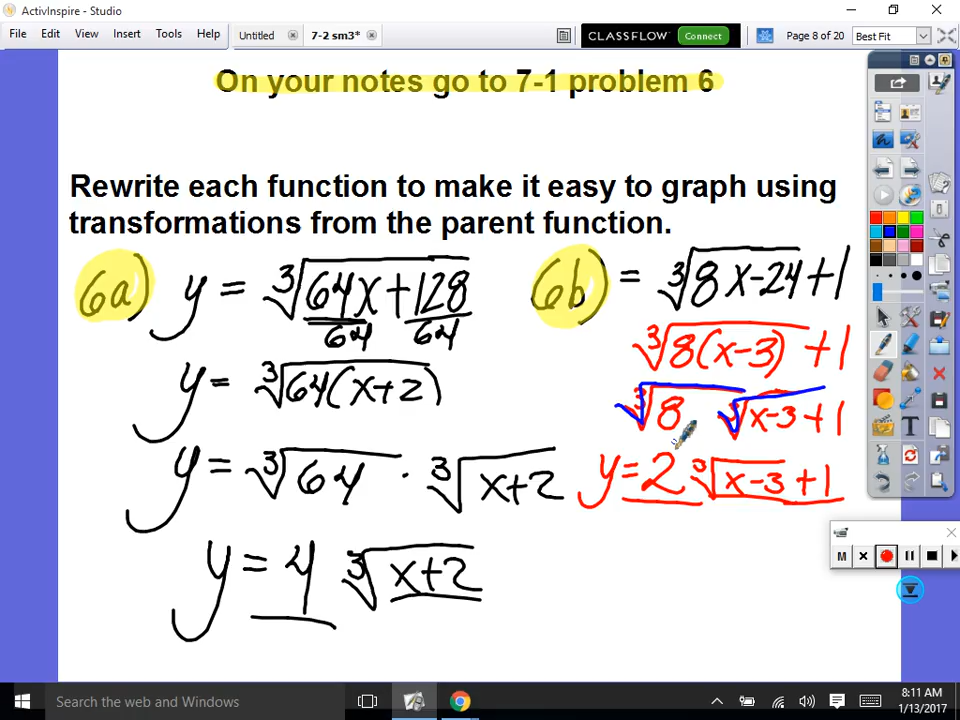 ActivInspire - Studio
File Edit View Insert Tools Help
Untitled
7-2 sm3*
CLASSFLOW
Connect
Page 8 of 20
Best Fit
On your notes go to 7-1 problem 6
Rewrite each function to make it easy to graph using
transformations from the parent function.
6a) y = ∛(64x+128)
64 64
y = ∛(64(x+2))
y = ∛64 · ∛(x+2)
y = 4 ∛(x+2)
6b) = ∛(8x-24) + 1
∛(8(x-3)) + 1
∛8 ∛(x-3) + 1
y = 2 ∛(x-3) + 1
M
Search the web and Windows
8:11 AM
1/13/2017